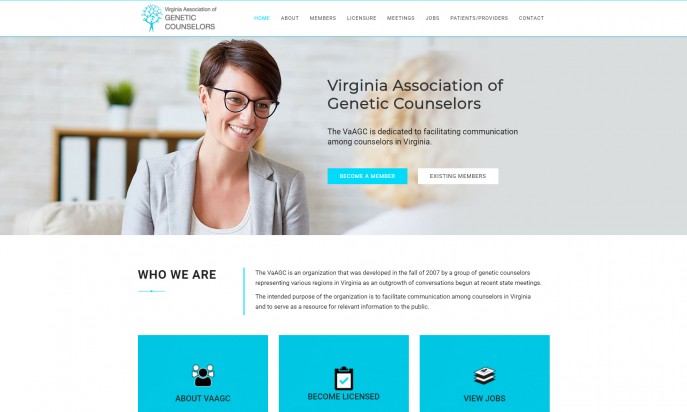 Virginia Association of
GENETIC
COUNSELORS
HOME ABOUT MEMBERS LICENSURE MEETINGS JOBS PATIENTS/PROVIDERS CONTACT
Virginia Association of
Genetic Counselors
The VaAGC is dedicated to facilitating communication
among counselors in Virginia.
BECOME A MEMBER EXISTING MEMBERS
WHO WE ARE
The VaAGC is an organization that was developed in the fall of 2007 by a group of genetic counselors
representing various regions in Virginia as an outgrowth of conversations begun at recent state meetings.
The intended purpose of the organization is to facilitate communication among counselors in Virginia
and to serve as a resource for relevant information to the public.
ABOUT VAAGC BECOME LICENSED VIEW JOBS